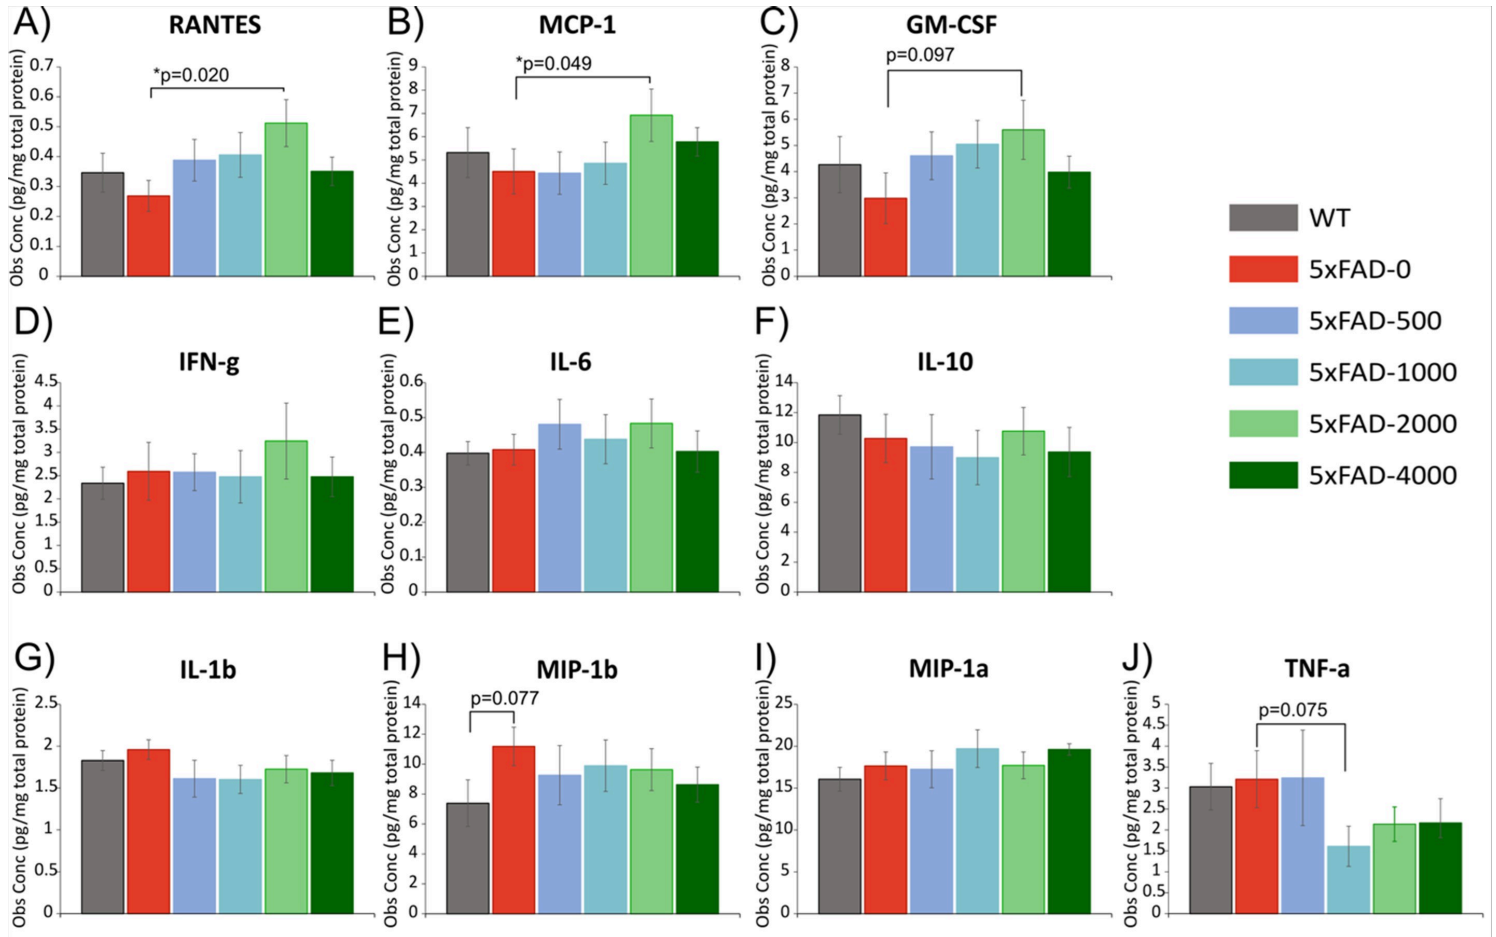 A) RANTES
Obs Conc (pg/mg total protein)
0.7
0.6
0.5
0.4
0.3
0.2
0.1
0
*p=0.020
B) MCP-1
Obs Conc (pg/mg total protein)
9
8
7
6
5
4
3
2
1
0
*p=0.049
C) GM-CSF
Obs Conc (pg/mg total protein)
8
7
6
5
4
3
2
1
0
p=0.097
WT
5xFAD-0
5xFAD-500
5xFAD-1000
5xFAD-2000
5xFAD-4000
D) IFN-g
Obs Conc (pg/mg total protein)
4.5
4
3.5
3
2.5
2
1.5
1
0.5
0
E) IL-6
Obs Conc (pg/mg total protein)
0.6
0.5
0.4
0.3
0.2
0.1
0
F) IL-10
Obs Conc (pg/mg total protein)
14
12
10
8
6
4
2
0
G) IL-1b
Obs Conc (pg/mg total protein)
2.5
2
1.5
1
0.5
0
H) MIP-1b
Obs Conc (pg/mg total protein)
14
12
10
8
6
4
2
0
p=0.077
I) MIP-1a
Obs Conc (pg/mg total protein)
25
20
15
10
5
0
J) TNF-a
Obs Conc (pg/mg total protein)
5
4.5
4
3.5
3
2.5
2
1.5
1
0.5
0
p=0.075